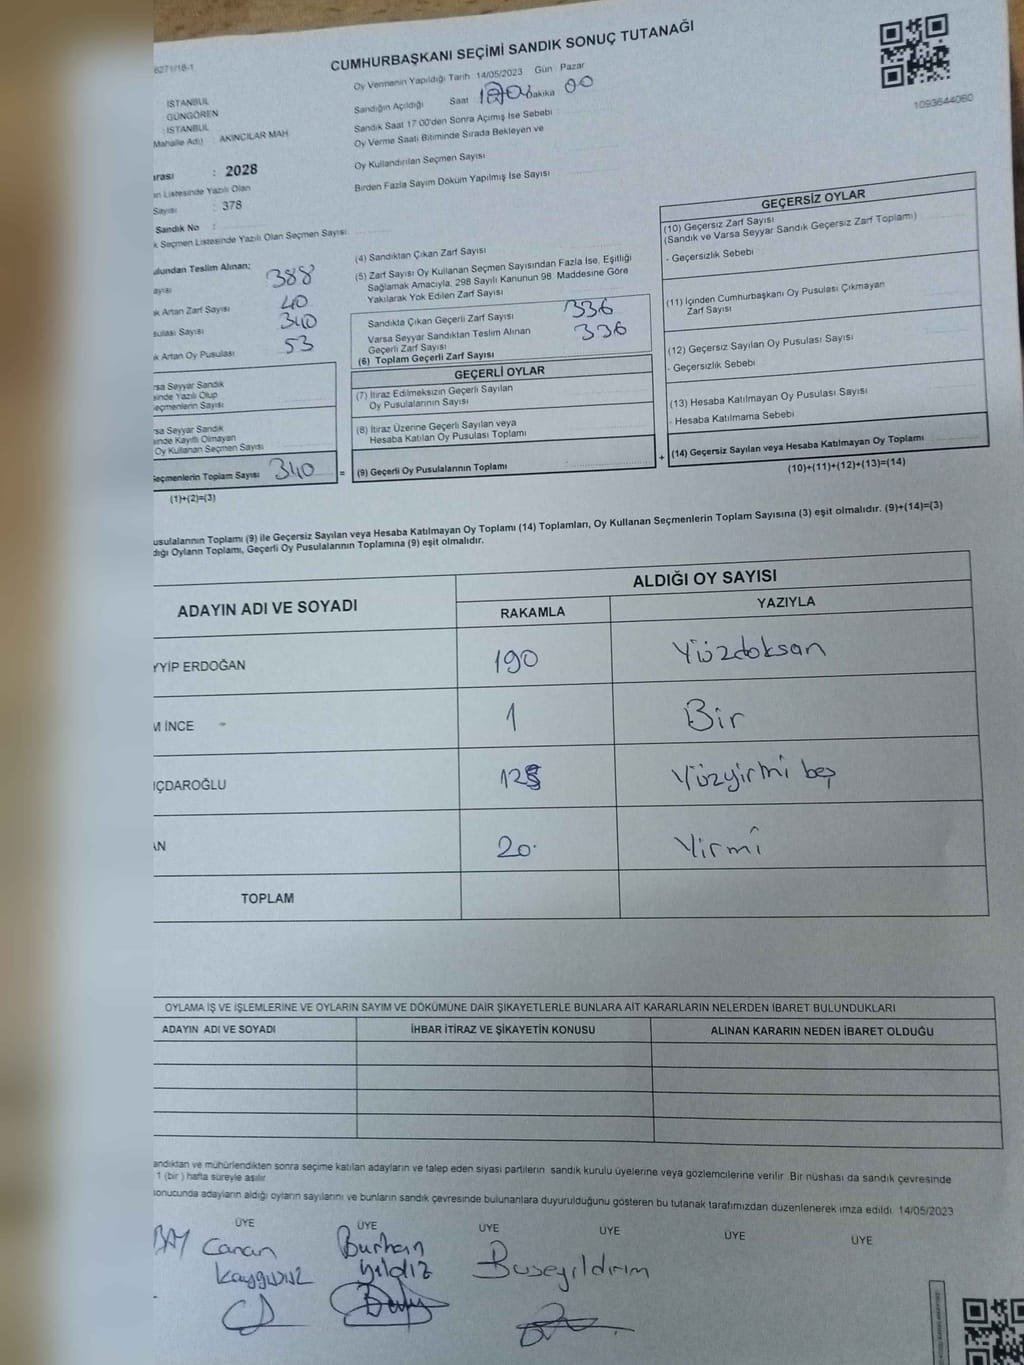 6271/18-1
CUMHURBAŞKANI SEÇİMİ SANDIK SONUÇ TUTANAĞI
Oy Vermenin Yapıldığı Tarih : 14/05/2023 Gün : Pazar
1093644060
İSTANBUL
GÜNGÖREN
İSTANBUL
Mahalle Adı) : AKINCILAR MAH
Sandığın Açıldığı Saat Dakika 00
Sandık Saat 17:00'den Sonra Açımış İse Sebebi
Oy Verme Saati Bitiminde Sırada Bekleyen ve
Oy Kullandırılan Seçmen Sayısı
Birden Fazla Sayım Döküm Yapılmış İse Sayısı
ırası : 2028
ın Listesinde Yazılı Olan
Sayısı : 378
Sandık No :
k Seçmen Listesinde Yazılı Olan Seçmen Sayısı
ulundan Teslim Alınan;
ayısı 388
ık Artan Zarf Sayısı 40
sulası Sayısı 340
ık Artan Oy Pusulası 53
(4) Sandıktan Çıkan Zarf Sayısı
(5) Zarf Sayısı Oy Kullanan Seçmen Sayısından Fazla İse, Eşitliği
Sağlamak Amacıyla, 298 Sayılı Kanunun 98. Maddesine Göre
Yakılarak Yok Edilen Zarf Sayısı
Sandıkta Çıkan Geçerli Zarf Sayısı 336
Varsa Seyyar Sandıktan Teslim Alınan 336
Geçerli Zarf Sayısı
(6) Toplam Geçerli Zarf Sayısı
GEÇERSİZ OYLAR
(10) Geçersiz Zarf Sayısı
(Sandık ve Varsa Seyyar Sandık Geçersiz Zarf Toplamı)
- Geçersizlik Sebebi
(11) İçinden Cumhurbaşkanı Oy Pusulası Çıkmayan
Zarf Sayısı
(12) Geçersiz Sayılan Oy Pusulası Sayısı
- Geçersizlik Sebebi
(13) Hesaba Katılmayan Oy Pusulası Sayısı
- Hesaba Katılmama Sebebi
(14) Geçersiz Sayılan veya Hesaba Katılmayan Oy Toplamı
(10)+(11)+(12)+(13)=(14)
rsa Seyyar Sandık
sinde Yazılı Olup
eçmenlerin Sayısı
rsa Seyyar Sandık
sinde Kayıtlı Olmayan
Oy Kullanan Seçmen Sayısı
eçmenlerin Toplam Sayısı 340 =
(1)+(2)=(3)
GEÇERLİ OYLAR
(7) İtiraz Edilmeksizin Geçerli Sayılan
Oy Pusulalarının Sayısı
(8) İtiraz Üzerine Geçerli Sayılan veya
Hesaba Katılan Oy Pusulası Toplamı
(9) Geçerli Oy Pusulalarının Toplamı : +
usulalarının Toplamı (9) ile Geçersiz Sayılan veya Hesaba Katılmayan Oy Toplamı (14) Toplamları, Oy Kullanan Seçmenlerin Toplam Sayısına (3) eşit olmalıdır. (9)+(14)=(3)
dığı Oyların Toplamı, Geçerli Oy Pusulalarının Toplamına (9) eşit olmalıdır.
ADAYIN ADI VE SOYADI ALDIĞI OY SAYISI
RAKAMLA YAZIYLA
YYİP ERDOĞAN 190 Yüzdoksan
M İNCE 1 Bir
IÇDAROĞLU 125 Yüzyirmi beş
AN 20 Yirmi
TOPLAM
OYLAMA İŞ VE İŞLEMLERİNE VE OYLARIN SAYIM VE DÖKÜMÜNE DAİR ŞİKAYETLERLE BUNLARA AİT KARARLARIN NELERDEN İBARET BULUNDUKLARI
ADAYIN ADI VE SOYADI İHBAR İTİRAZ VE ŞİKAYETİN KONUSU ALINAN KARARIN NEDEN İBARET OLDUĞU
andıktan ve mühürlendikten sonra seçime katılan adayların ve talep eden siyasi partilerin sandık kurulu üyelerine veya gözlemcilerine verilir. Bir nüshası da sandık çevresinde
1 (bir ) hafta süreyle asılır.
sonucunda adayların aldığı oyların sayılarını ve bunların sandık çevresinde bulunanlara duyurulduğunu gösteren bu tutanak tarafımızdan düzenlenerek imza edildi. 14/05/2023
ÜYE ÜYE ÜYE ÜYE ÜYE ÜYE
BAY Canan Burhan Buse yıldırım
Kaygusuz yıldız